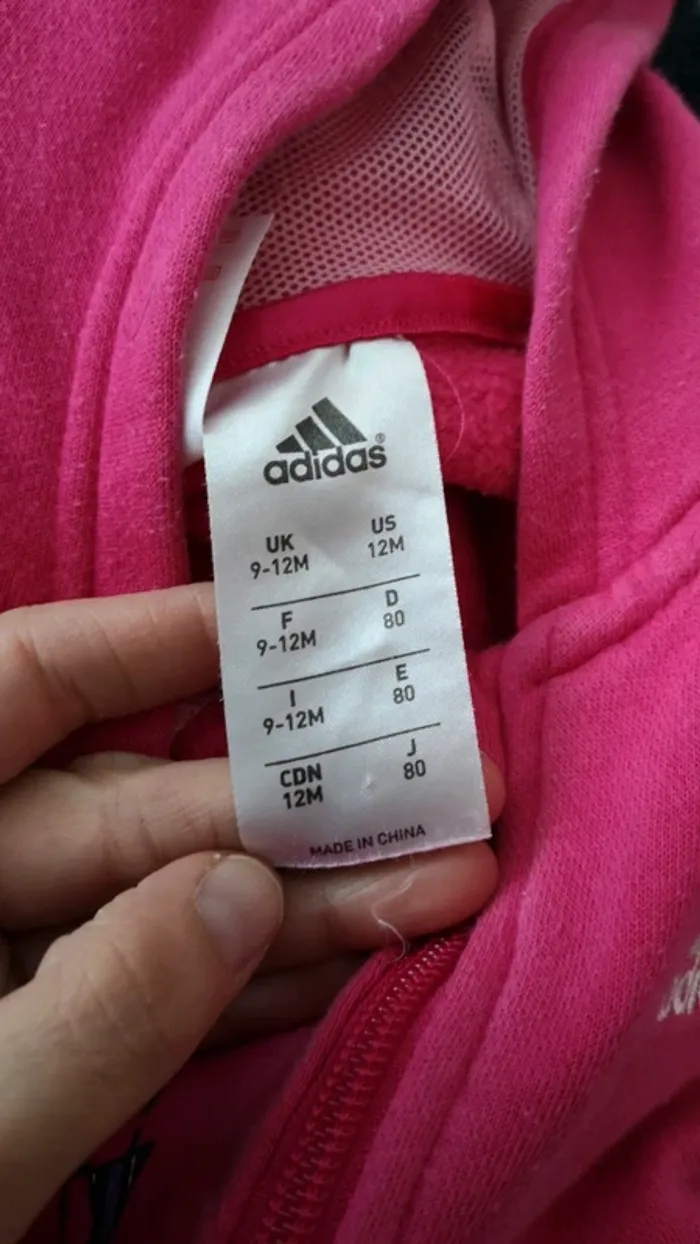 adidas®
UK US
9-12M 12M
F D
9-12M 80
I E
9-12M 80
CDN J
12M 80
MADE IN CHINA